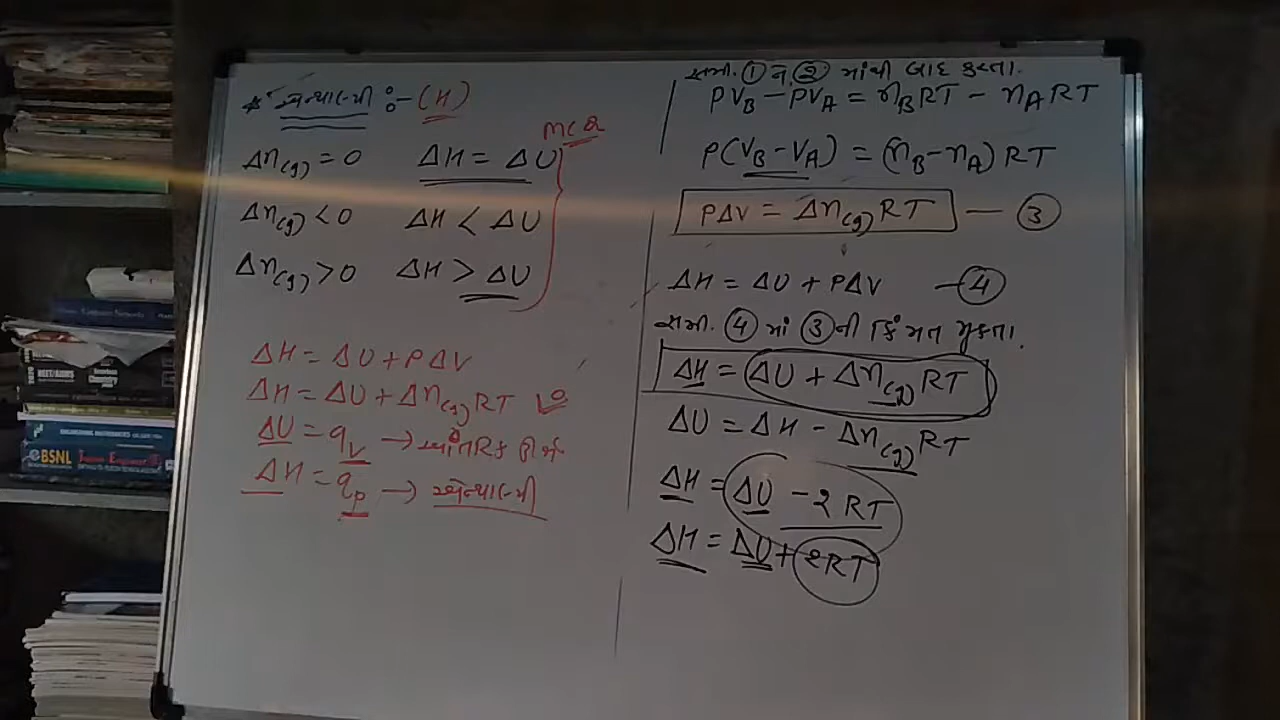 * એન્થાલ્પી :- (H)
MCQ
Δn(g) = 0 ΔH = ΔU
Δn(g) < 0 ΔH < ΔU
Δn(g) > 0 ΔH > ΔU
ΔH = ΔU + PΔV
ΔH = ΔU + Δn(g) RT
ΔU = qv → આંતરિક ઊર્જા
ΔH = qp → એન્થાલ્પી
સમી. ① ને ② માંથી બાદ કરતા.
PVB - PVA = nBRT - nART
P(VB - VA) = (nB - nA) RT
PΔV = Δn(g) RT — ③
ΔH = ΔU + PΔV — ④
સમી. ④ માં ③ ની કિંમત મુકતા.
ΔH = ΔU + Δn(g) RT
ΔU = ΔH - Δn(g) RT
ΔH = ΔU - 2 RT
ΔH = ΔU + 2RT
BSNL